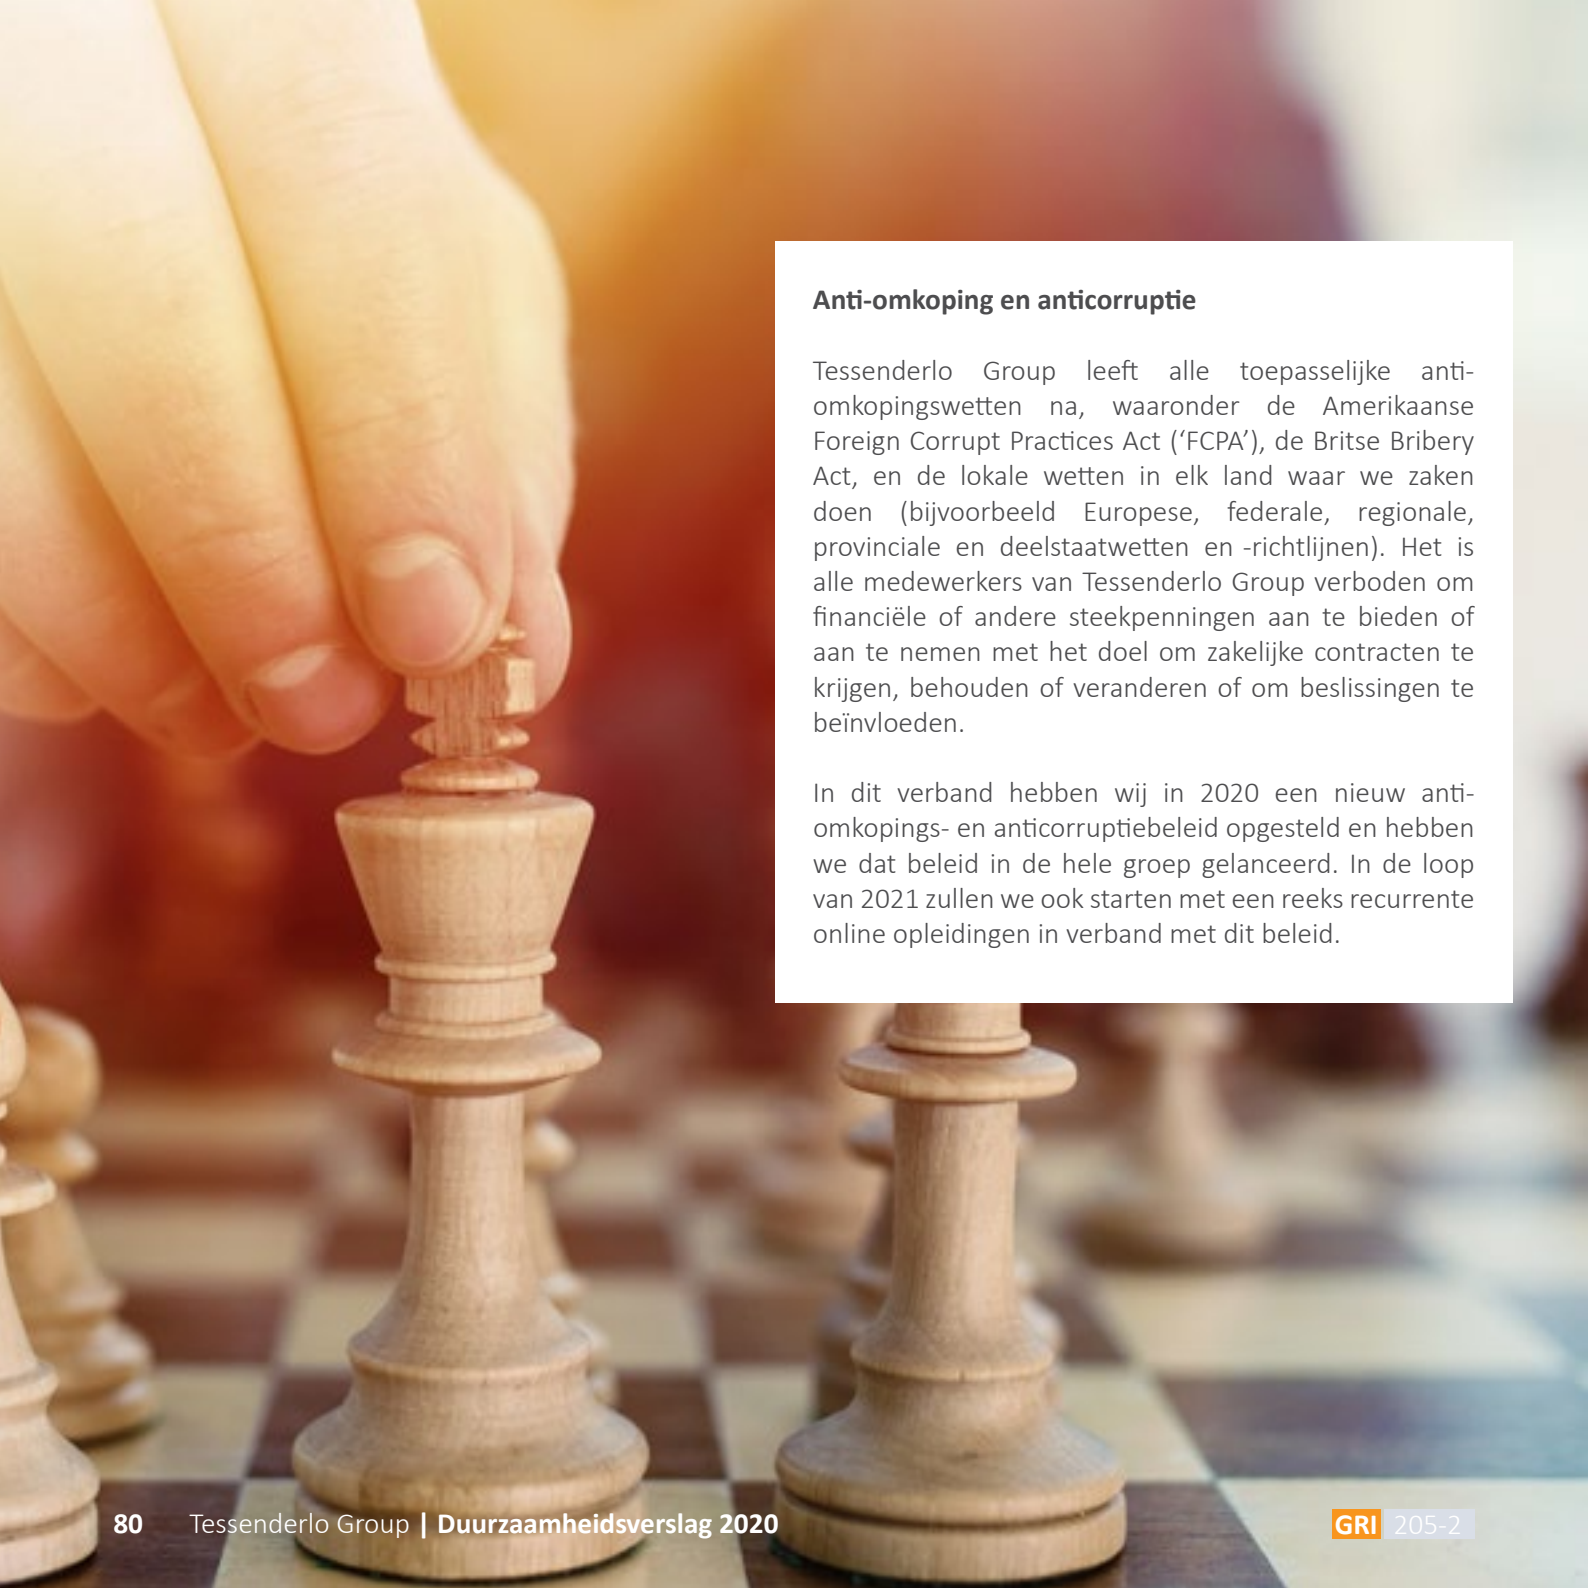 Anti-omkoping en anticorruptie
Tessenderlo Group leeft alle toepasselijke anti-
omkopingswetten na, waaronder de Amerikaanse
Foreign Corrupt Practices Act (‘FCPA’), de Britse Bribery
Act, en de lokale wetten in elk land waar we zaken
doen (bijvoorbeeld Europese, federale, regionale,
provinciale en deelstaatwetten en -richtlijnen). Het is
alle medewerkers van Tessenderlo Group verboden om
financiële of andere steekpenningen aan te bieden of
aan te nemen met het doel om zakelijke contracten te
krijgen, behouden of veranderen of om beslissingen te
beïnvloeden.
In dit verband hebben wij in 2020 een nieuw anti-
omkopings- en anticorruptiebeleid opgesteld en hebben
we dat beleid in de hele groep gelanceerd. In de loop
van 2021 zullen we ook starten met een reeks recurrente
online opleidingen in verband met dit beleid.
80 Tessenderlo Group | Duurzaamheidsverslag 2020
GRI 205-2